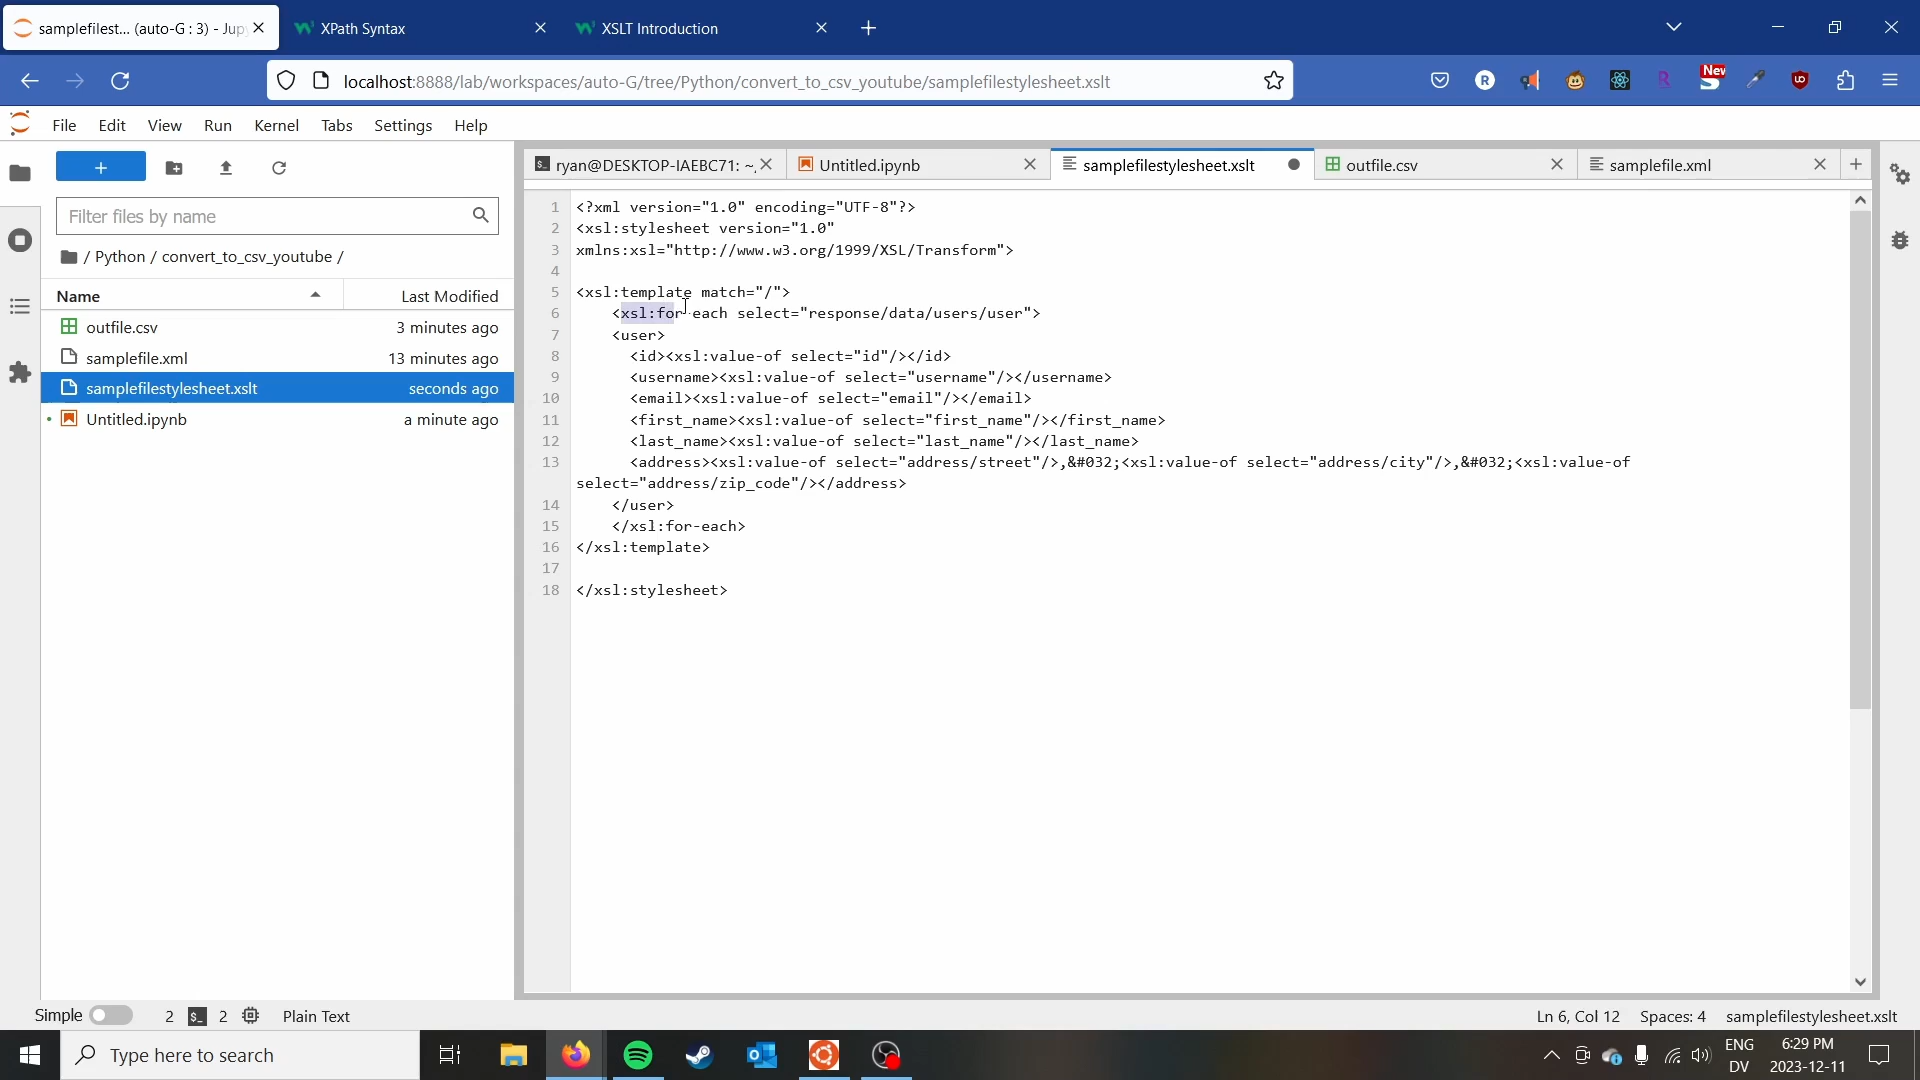 samplefilest... (auto-G : 3) - Jup
XPath Syntax
XSLT Introduction
localhost:8888/lab/workspaces/auto-G/tree/Python/convert_to_csv_youtube/samplefilestylesheet.xslt
New
File Edit View Run Kernel Tabs Settings Help
Filter files by name
/ Python / convert_to_csv_youtube /
Name Last Modified
outfile.csv 3 minutes ago
samplefile.xml 13 minutes ago
samplefilestylesheet.xslt seconds ago
Untitled.ipynb a minute ago
ryan@DESKTOP-IAEBC71: ~,
Untitled.ipynb
samplefilestylesheet.xslt
outfile.csv
samplefile.xml
1 <?xml version="1.0" encoding="UTF-8"?>
2 <xsl:stylesheet version="1.0"
3 xmlns:xsl="http://www.w3.org/1999/XSL/Transform">
4
5 <xsl:template match="/">
6 <xsl:for-each select="response/data/users/user">
7 <user>
8 <id><xsl:value-of select="id"/></id>
9 <username><xsl:value-of select="username"/></username>
10 <email><xsl:value-of select="email"/></email>
11 <first_name><xsl:value-of select="first_name"/></first_name>
12 <last_name><xsl:value-of select="last_name"/></last_name>
13 <address><xsl:value-of select="address/street"/>,&#032;<xsl:value-of select="address/city"/>,&#032;<xsl:value-of
select="address/zip_code"/></address>
14 </user>
15 </xsl:for-each>
16 </xsl:template>
17
18 </xsl:stylesheet>
Simple 2 2 Plain Text
Ln 6, Col 12 Spaces: 4 samplefilestylesheet.xslt
Type here to search
ENG
DV
6:29 PM
2023-12-11